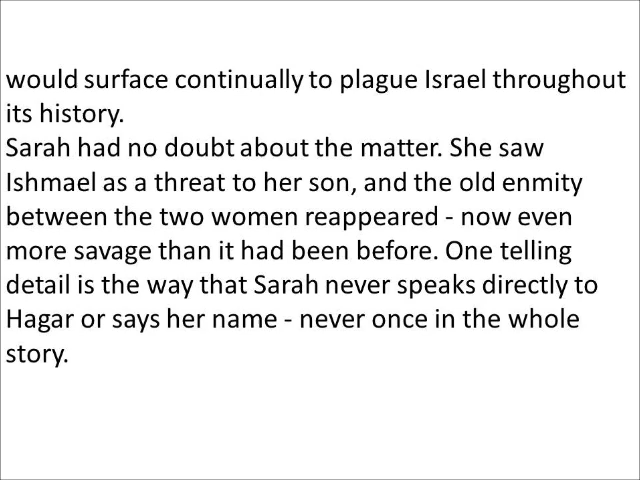 would surface continually to plague Israel throughout
its history.
Sarah had no doubt about the matter. She saw
Ishmael as a threat to her son, and the old enmity
between the two women reappeared - now even
more savage than it had been before. One telling
detail is the way that Sarah never speaks directly to
Hagar or says her name - never once in the whole
story.